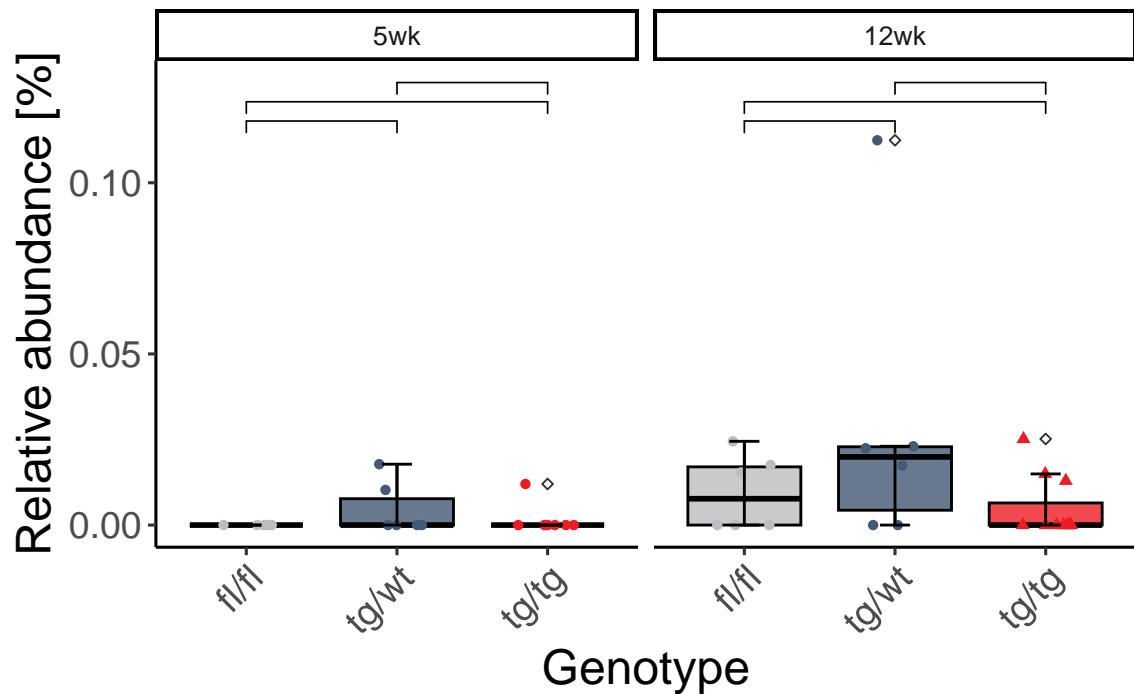 5wk
12wk
Relative abundance [%]
0.10
0.05
0.00
fl/fl
tg/wt
tg/tg
fl/fl
tg/wt
tg/tg
Genotype